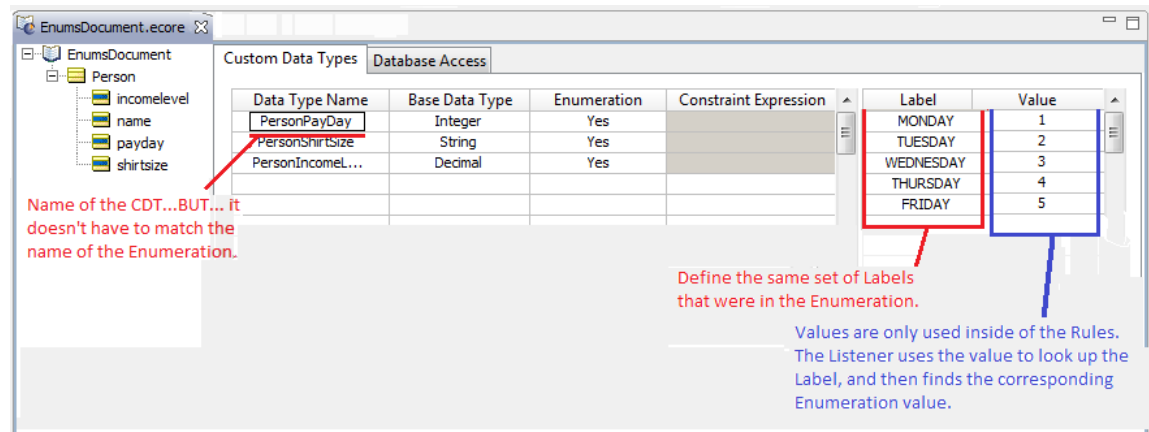 EnumsDocument.ecore
EnumsDocument
Person
incomelevel
name
payday
shirtsize
Custom Data Types Database Access
Data Type Name Base Data Type Enumeration Constraint Expression Label Value
PersonPayDay Integer Yes MONDAY 1
PersonShirtSize String Yes TUESDAY 2
PersonIncomeL... Decimal Yes WEDNESDAY 3
THURSDAY 4
FRIDAY 5
Name of the CDT...BUT... it
doesn't have to match the
name of the Enumeration.
Define the same set of Labels
that were in the Enumeration.
Values are only used inside of the Rules.
The Listener uses the value to look up the
Label, and then finds the corresponding
Enumeration value.